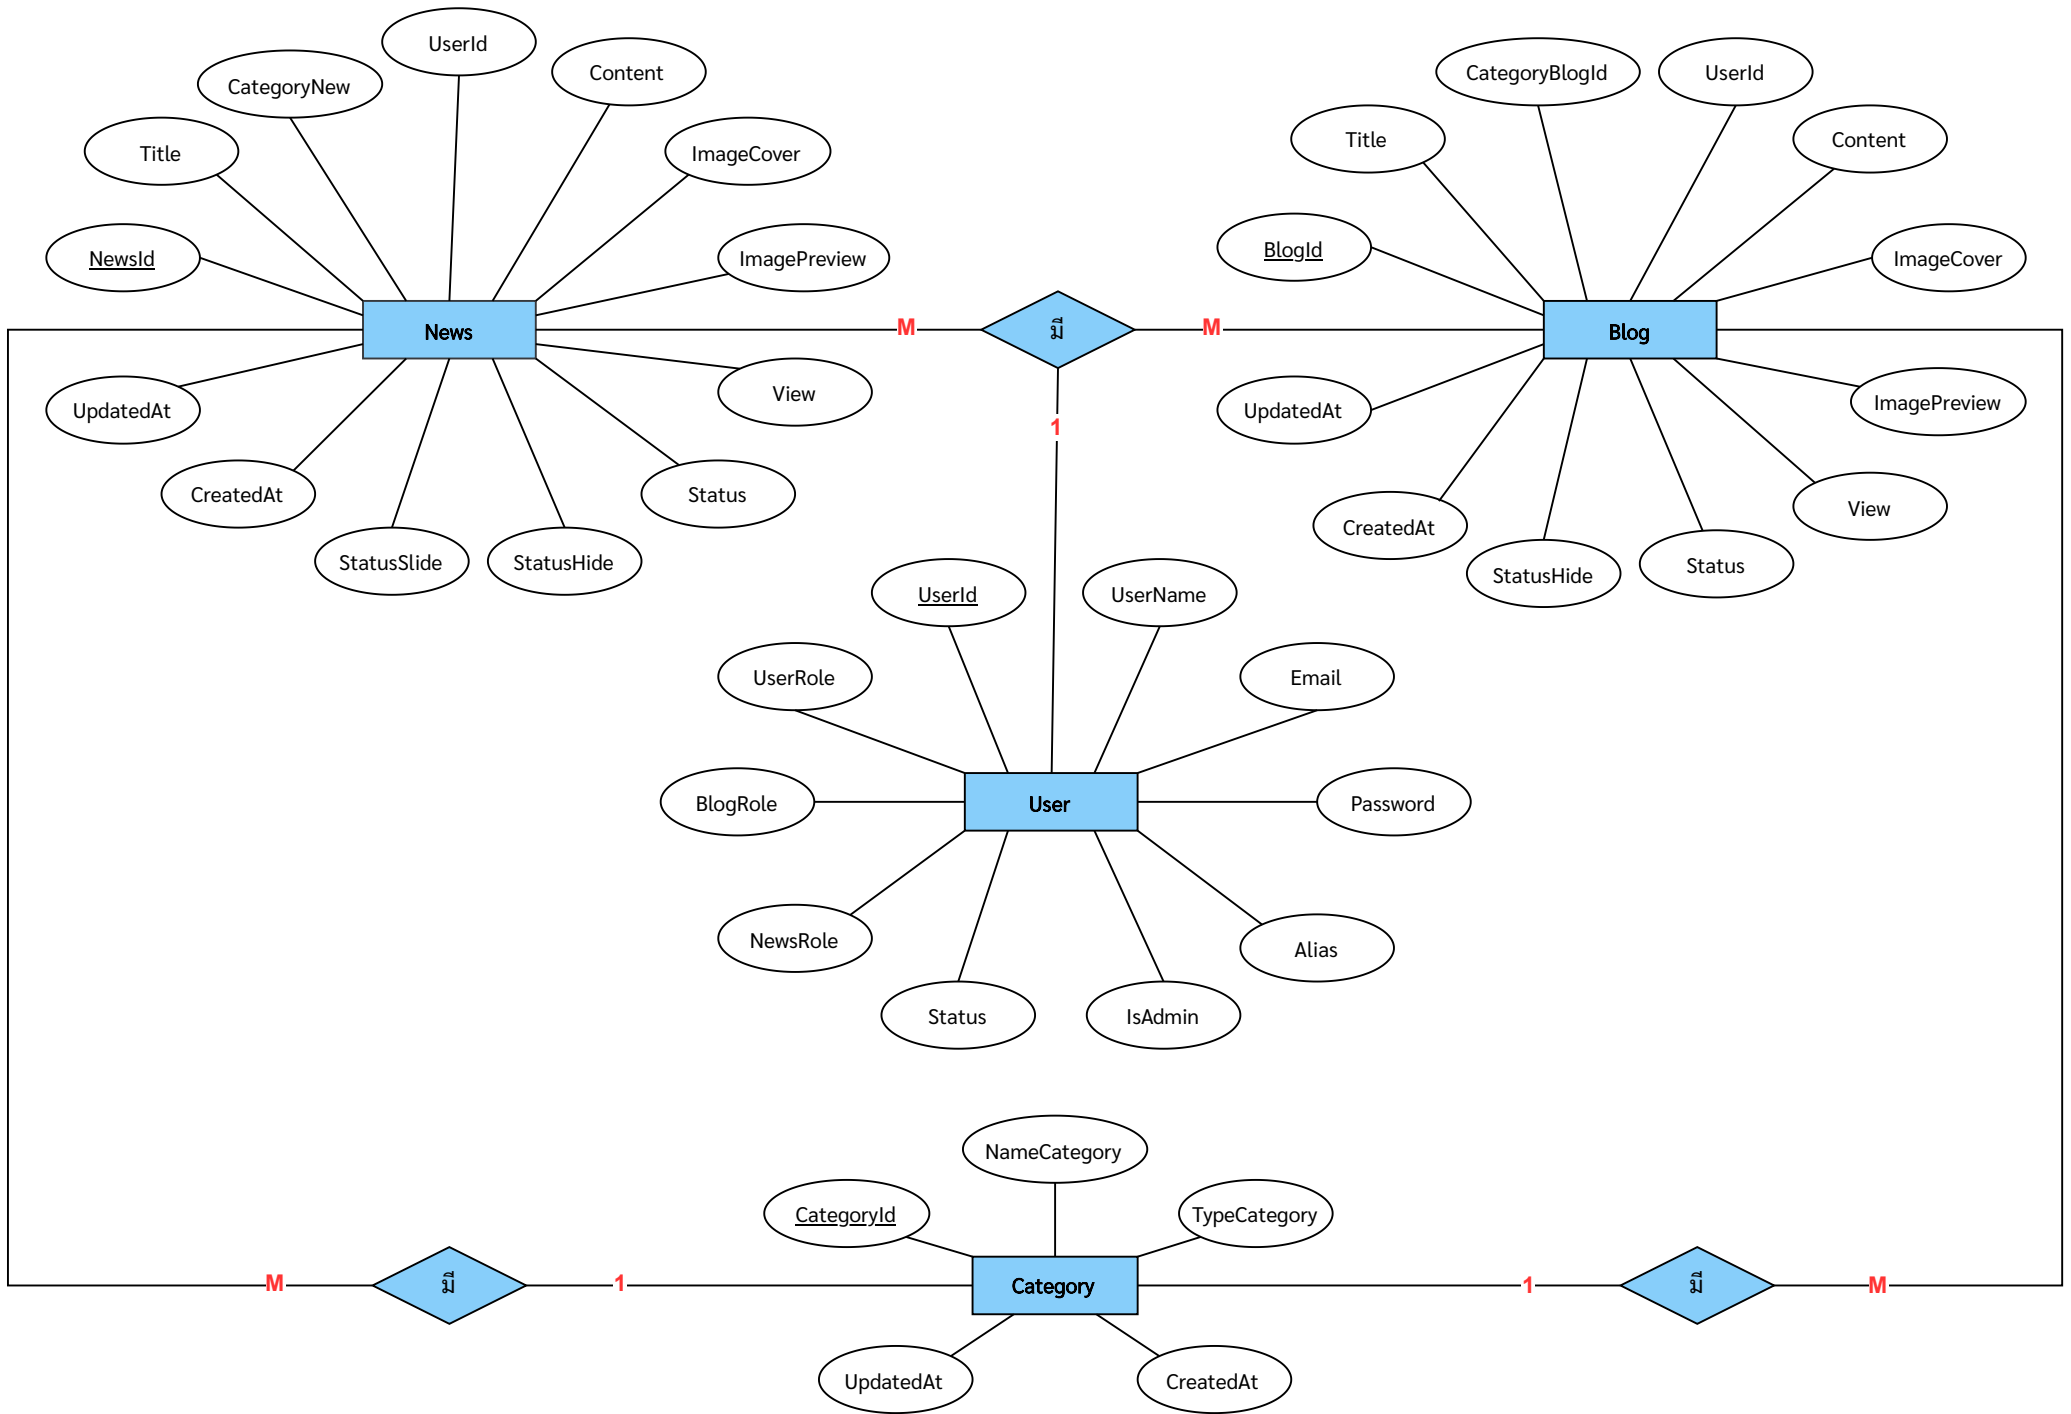 UserId
CategoryNew
Content
Title
ImageCover
NewsId
ImagePreview
News
UpdatedAt
View
CreatedAt
Status
StatusSlide
StatusHide
M
มี
M
1
CategoryBlogId
UserId
Title
Content
BlogId
ImageCover
Blog
UpdatedAt
ImagePreview
CreatedAt
View
StatusHide
Status
UserId
UserName
UserRole
Email
BlogRole
User
Password
NewsRole
Alias
Status
IsAdmin
NameCategory
CategoryId
TypeCategory
M
มี
1
Category
1
มี
M
UpdatedAt
CreatedAt